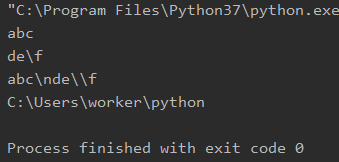 "C:\Program Files\Python37\python.exe
abc
de\f
abc\nde\\f
C:\Users\worker\python
Process finished with exit code 0